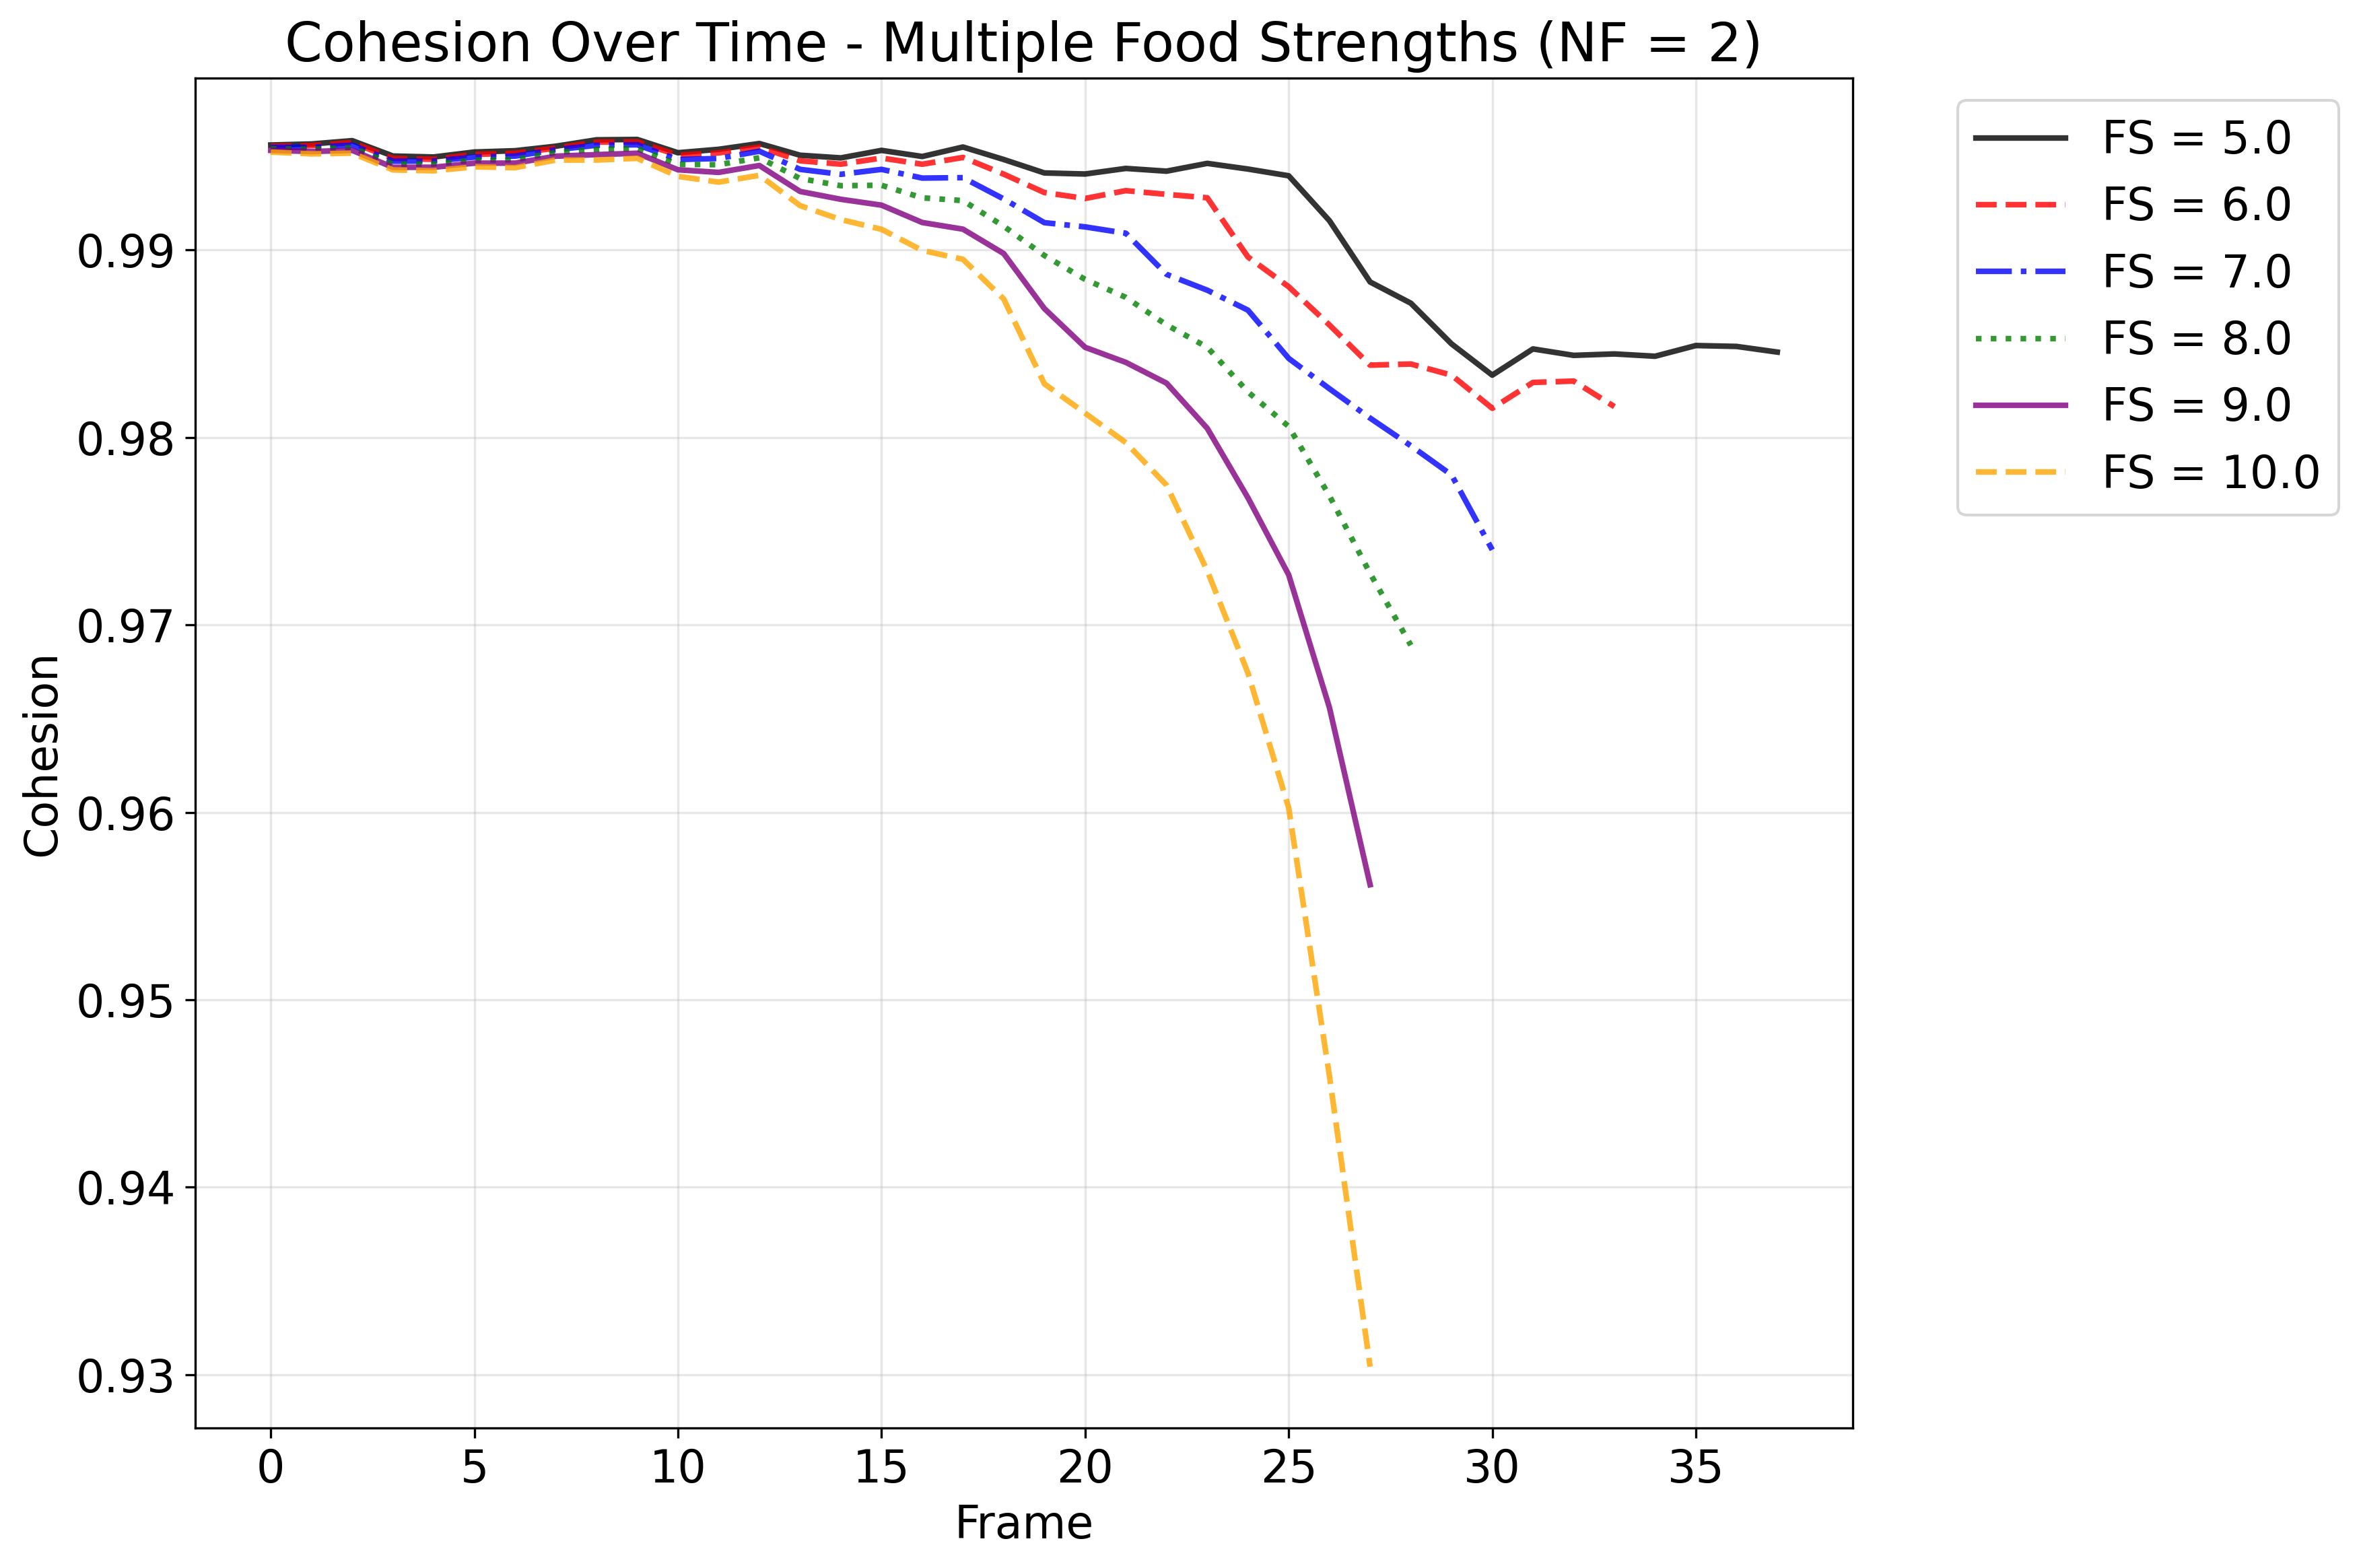 Cohesion Over Time - Multiple Food Strengths (NF = 2)
FS = 5.0
FS = 6.0
FS = 7.0
FS = 8.0
FS = 9.0
FS = 10.0
Cohesion
0.99
0.98
0.97
0.96
0.95
0.94
0.93
0 5 10 15 20 25 30 35
Frame